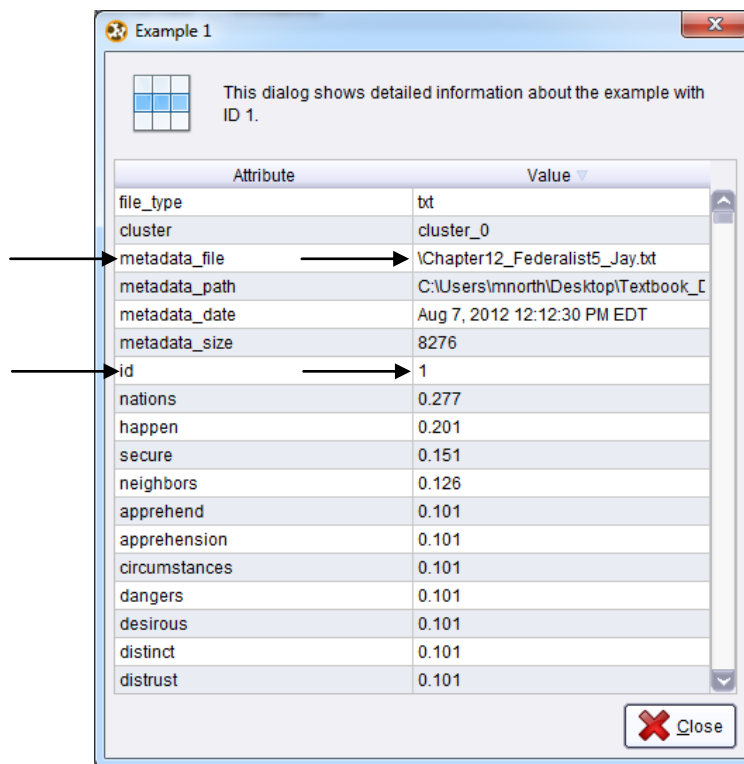 Example 1
This dialog shows detailed information about the example with
ID 1.
Attribute Value
file_type txt
cluster cluster_0
metadata_file \Chapter12_Federalist5_Jay.txt
metadata_path C:\Users\mnorth\Desktop\Textbook_D
metadata_date Aug 7, 2012 12:12:30 PM EDT
metadata_size 8276
id 1
nations 0.277
happen 0.201
secure 0.151
neighbors 0.126
apprehend 0.101
apprehension 0.101
circumstances 0.101
dangers 0.101
desirous 0.101
distinct 0.101
distrust 0.101
Close